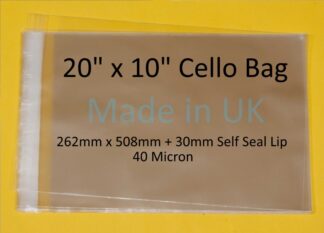 20" x 10" Cello Bag
Made in UK
262mm x 508mm + 30mm Self Seal Lip
40 Micron